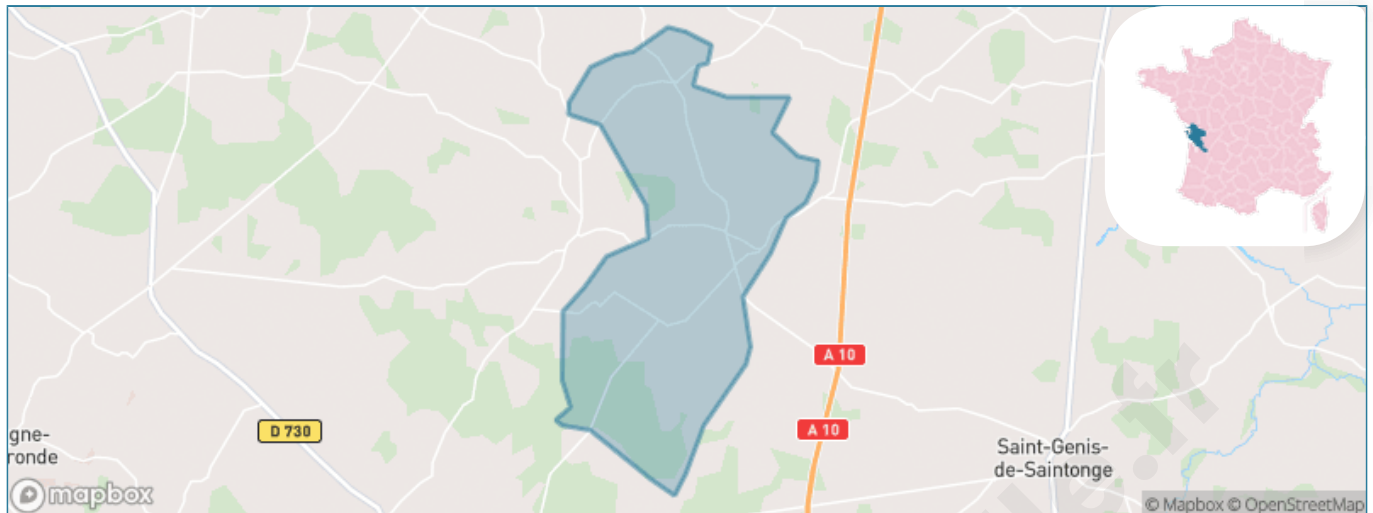 A 10
D 730
A 10
gne-
ronde
Saint-Genis-
de-Saintonge
mapbox
© Mapbox © OpenStreetMap